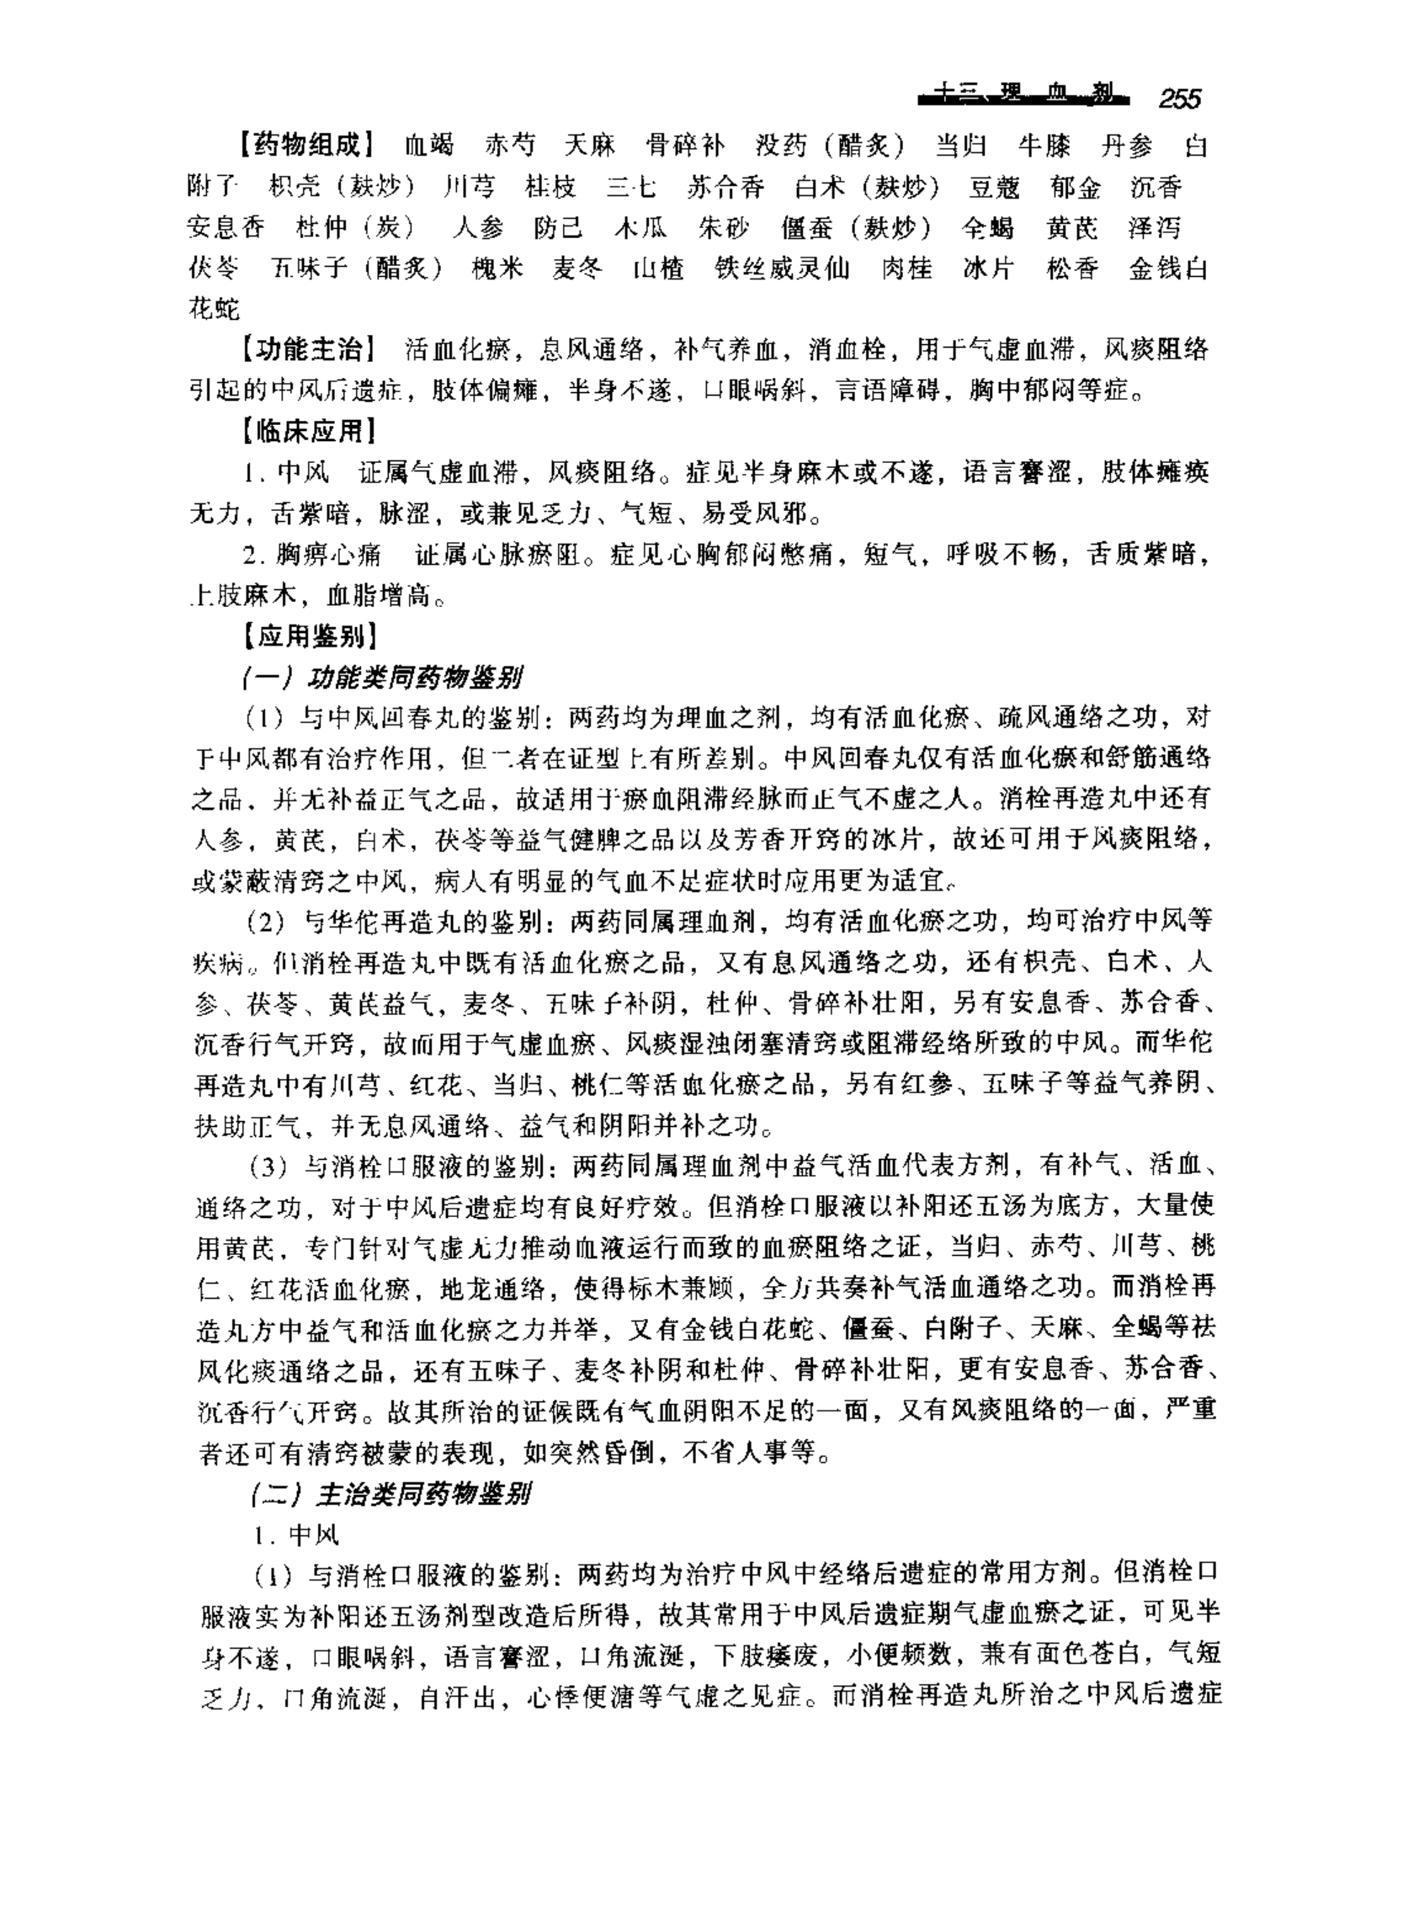 十三、理血剂 255
【药物组成】 血竭 赤芍 天麻 骨碎补 没药（醋炙） 当归 牛膝 丹参 白
附子 枳壳（麸炒） 川芎 桂枝 三七 苏合香 白术（麸炒） 豆蔻 郁金 沉香
安息香 杜仲（炭） 人参 防己 木瓜 朱砂 僵蚕（麸炒） 全蝎 黄芪 泽泻
茯苓 五味子（醋炙） 槐米 麦冬 山楂 铁丝威灵仙 肉桂 冰片 松香 金钱白
花蛇
【功能主治】 活血化瘀，息风通络，补气养血，消血栓，用于气虚血滞，风痰阻络
引起的中风后遗症，肢体偏瘫，半身不遂，口眼㖞斜，言语障碍，胸中郁闷等症。
【临床应用】
1. 中风 证属气虚血滞，风痰阻络。症见半身麻木或不遂，语言謇涩，肢体瘫痪
无力，舌紫暗，脉涩，或兼见乏力、气短、易受风邪。
2. 胸痹心痛 证属心脉瘀阻。症见心胸郁闷憋痛，短气，呼吸不畅，舌质紫暗，
上肢麻木，血脂增高。
【应用鉴别】
（一）功能类同药物鉴别
（1）与中风回春丸的鉴别：两药均为理血之剂，均有活血化瘀、疏风通络之功，对
于中风都有治疗作用，但二者在证型上有所差别。中风回春丸仅有活血化瘀和舒筋通络
之品，并无补益正气之品，故适用于瘀血阻滞经脉而正气不虚之人。消栓再造丸中还有
人参，黄芪，白术，茯苓等益气健脾之品以及芳香开窍的冰片，故还可用于风痰阻络，
或蒙蔽清窍之中风，病人有明显的气血不足症状时应用更为适宜。
（2）与华佗再造丸的鉴别：两药同属理血剂，均有活血化瘀之功，均可治疗中风等
疾病。但消栓再造丸中既有活血化瘀之品，又有息风通络之功，还有枳壳、白术、人
参、茯苓、黄芪益气，麦冬、五味子补阴，杜仲、骨碎补壮阳，另有安息香、苏合香、
沉香行气开窍，故而用于气虚血瘀、风痰湿浊闭塞清窍或阻滞经络所致的中风。而华佗
再造丸中有川芎、红花、当归、桃仁等活血化瘀之品，另有红参、五味子等益气养阴、
扶助正气，并无息风通络、益气和阴阳并补之功。
（3）与消栓口服液的鉴别：两药同属理血剂中益气活血代表方剂，有补气、活血、
通络之功，对于中风后遗症均有良好疗效。但消栓口服液以补阳还五汤为底方，大量使
用黄芪，专门针对气虚无力推动血液运行而致的血瘀阻络之证，当归、赤芍、川芎、桃
仁、红花活血化瘀，地龙通络，使得标本兼顾，全方共奏补气活血通络之功。而消栓再
造丸方中益气和活血化瘀之力并举，又有金钱白花蛇、僵蚕、白附子、天麻、全蝎等祛
风化痰通络之品，还有五味子、麦冬补阴和杜仲、骨碎补壮阳，更有安息香、苏合香、
沉香行气开窍。故其所治的证候既有气血阴阳不足的一面，又有风痰阻络的一面，严重
者还可有清窍被蒙的表现，如突然昏倒，不省人事等。
（二）主治类同药物鉴别
1. 中风
（1）与消栓口服液的鉴别：两药均为治疗中风中经络后遗症的常用方剂。但消栓口
服液实为补阳还五汤剂型改造后所得，故其常用于中风后遗症期气虚血瘀之证，可见半
身不遂，口眼㖞斜，语言謇涩，口角流涎，下肢痿废，小便频数，兼有面色苍白，气短
乏力，口角流涎，自汗出，心悸便溏等气虚之见症。而消栓再造丸所治之中风后遗症